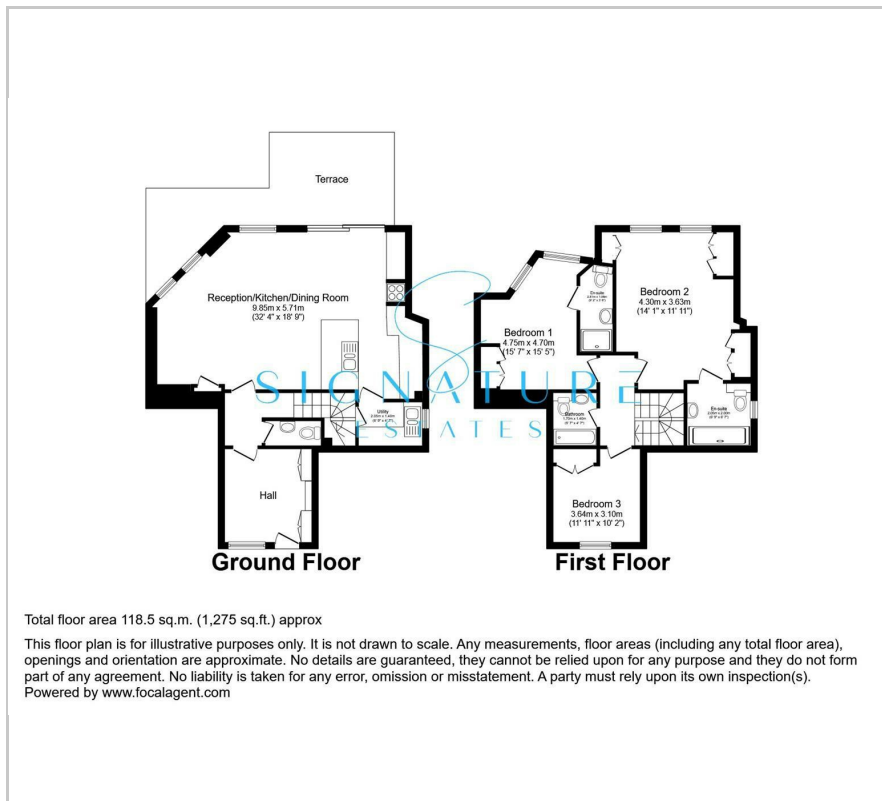 Terrace
Reception/Kitchen/Dining Room
9.85m x 5.71m
(32' 4" x 18' 9")
Utility
Hall
Ground Floor
Bedroom 1
4.75m x 4.70m
(15' 7" x 15' 5")
En-suite
Bedroom 2
4.30m x 3.63m
(14' 1" x 11' 11")
Bathroom
En-suite
Bedroom 3
3.64m x 3.10m
(11' 11" x 10' 2")
First Floor
SIGNATURE
ESTATES
Total floor area 118.5 sq.m. (1,275 sq.ft.) approx
This floor plan is for illustrative purposes only. It is not drawn to scale. Any measurements, floor areas (including any total floor area),
openings and orientation are approximate. No details are guaranteed, they cannot be relied upon for any purpose and they do not form
part of any agreement. No liability is taken for any error, omission or misstatement. A party must rely upon its own inspection(s).
Powered by www.focalagent.com